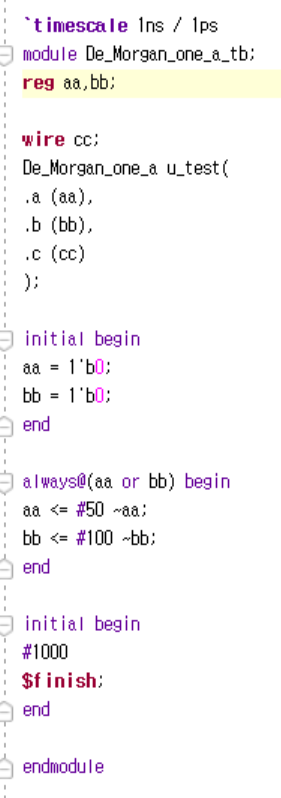 `timescale 1ns / 1ps
module De_Morgan_one_a_tb;
reg aa,bb;
wire cc;
De_Morgan_one_a u_test(
.a (aa),
.b (bb),
.c (cc)
);
initial begin
aa = 1'b0;
bb = 1'b0;
end
always@(aa or bb) begin
aa <= #50 ~aa;
bb <= #100 ~bb;
end
initial begin
#1000
$finish;
end
endmodule